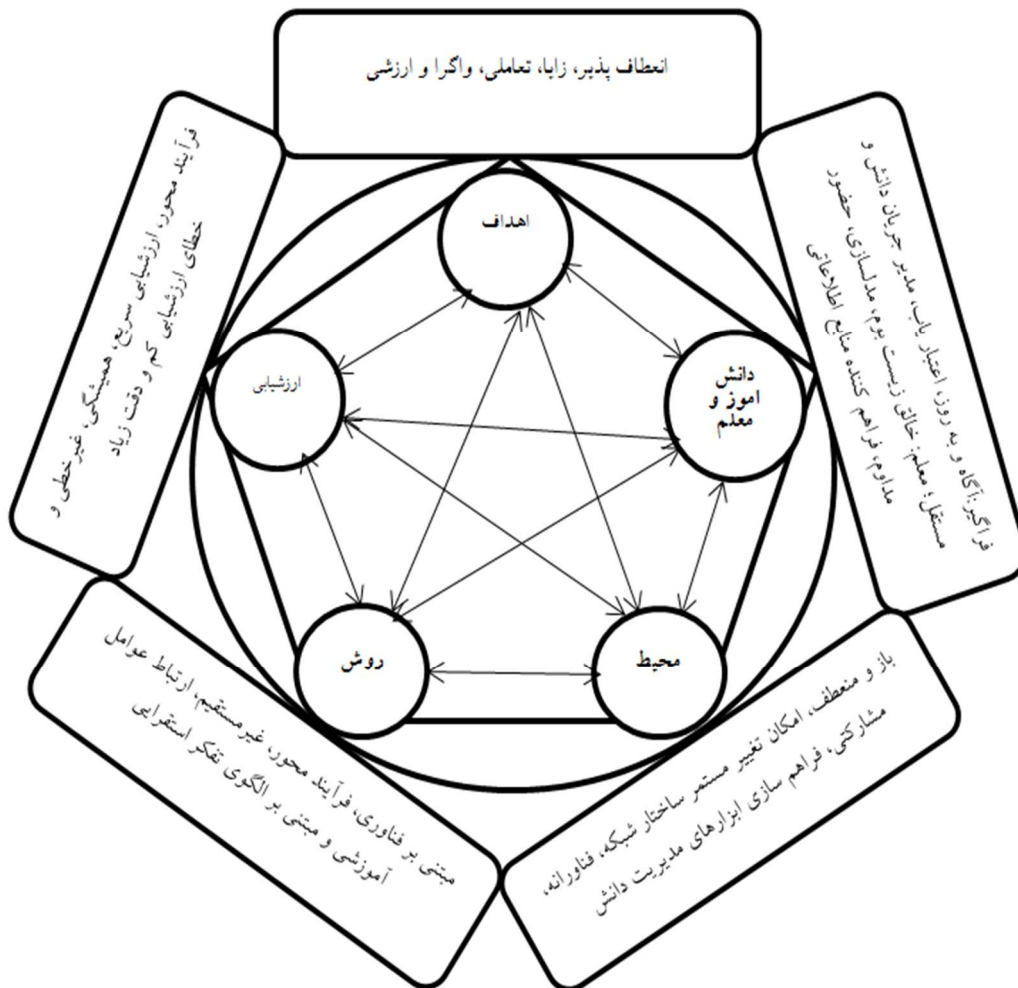 انعطاف پذیر، زایا، تعاملی، واگرا و ارزشی
فراگیر:آگاه و به روز، اعتبار یاب، مدیر جریان دانش و
مستقل؛ معلم: خالق زیست بوم، مدلسازی، حضور
مداوم، فراهم کننده منابع اطلاعاتی
فرآیند محور، ارزشیابی سریع، همیشگی، غیرخطی و
خطای ارزشیابی کم و دقت زیاد
اهداف
دانش
اموز و
معلم
ارزشیابی
محیط
روش
باز و منعطف، امکان تغییر مستمر ساختار شبکه، فناورانه،
مشارکتی، فراهم سازی ابزارهای مدیریت دانش
مبتنی بر فناوری، فرآیند محور، غیرمستقیم، ارتباط عوامل
آموزشی و مبتنی بر الگوی تفکر استقرایی